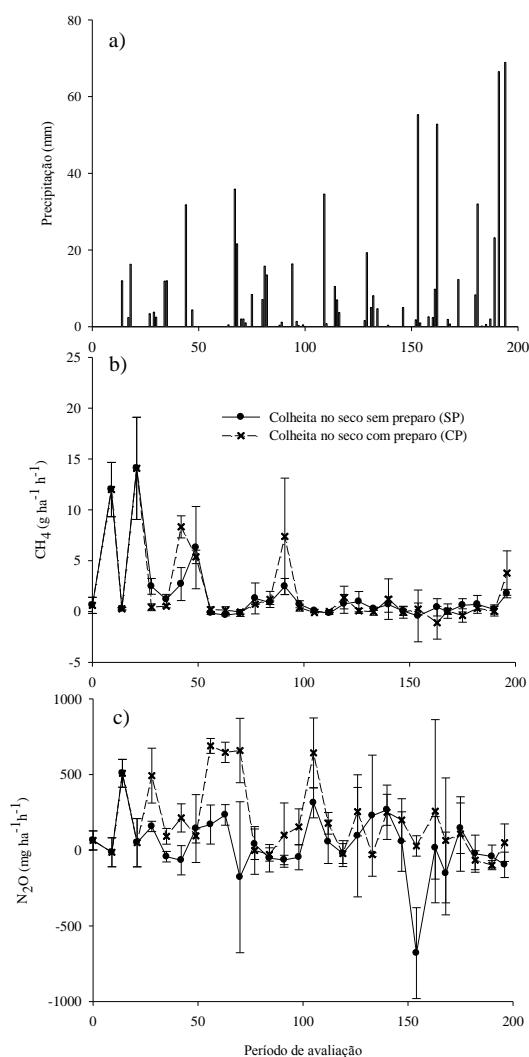 a)
80
60
40
20
0
Precipitação (mm)
0 50 100 150 200
b)
25
20
15
10
5
0
-5
CH4 (g ha-1 h-1)
Colheita no seco sem preparo (SP)
Colheita no seco com preparo (CP)
0 50 100 150 200
c)
1000
500
0
-500
-1000
N2O (mg ha-1h-1)
0 50 100 150 200
Período de avaliação